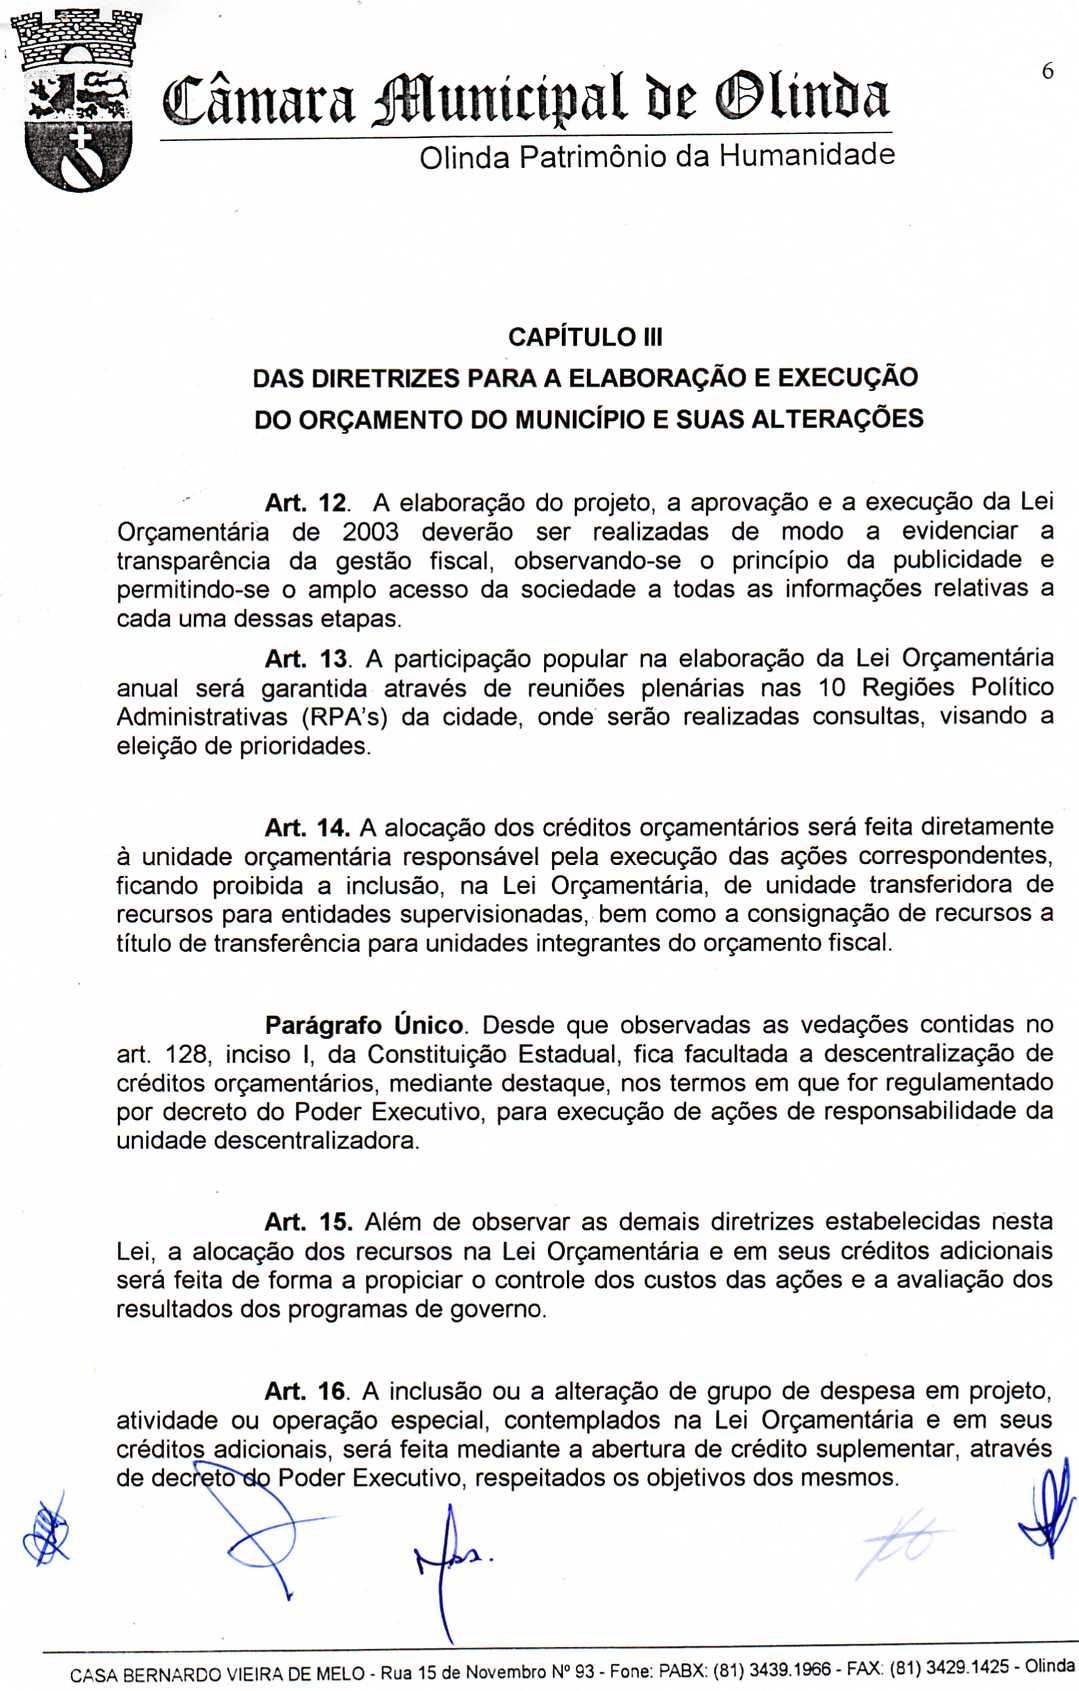 6
Câmara Municipal de Olinda
Olinda Patrimônio da Humanidade
CAPÍTULO III
DAS DIRETRIZES PARA A ELABORAÇÃO E EXECUÇÃO
DO ORÇAMENTO DO MUNICÍPIO E SUAS ALTERAÇÕES
Art. 12. A elaboração do projeto, a aprovação e a execução da Lei
Orçamentária de 2003 deverão ser realizadas de modo a evidenciar a
transparência da gestão fiscal, observando-se o princípio da publicidade e
permitindo-se o amplo acesso da sociedade a todas as informações relativas a
cada uma dessas etapas.
Art. 13. A participação popular na elaboração da Lei Orçamentária
anual será garantida através de reuniões plenárias nas 10 Regiões Político
Administrativas (RPA's) da cidade, onde serão realizadas consultas, visando a
eleição de prioridades.
Art. 14. A alocação dos créditos orçamentários será feita diretamente
à unidade orçamentária responsável pela execução das ações correspondentes,
ficando proibida a inclusão, na Lei Orçamentária, de unidade transferidora de
recursos para entidades supervisionadas, bem como a consignação de recursos a
título de transferência para unidades integrantes do orçamento fiscal.
Parágrafo Único. Desde que observadas as vedações contidas no
art. 128, inciso I, da Constituição Estadual, fica facultada a descentralização de
créditos orçamentários, mediante destaque, nos termos em que for regulamentado
por decreto do Poder Executivo, para execução de ações de responsabilidade da
unidade descentralizadora.
Art. 15. Além de observar as demais diretrizes estabelecidas nesta
Lei, a alocação dos recursos na Lei Orçamentária e em seus créditos adicionais
será feita de forma a propiciar o controle dos custos das ações e a avaliação dos
resultados dos programas de governo.
Art. 16. A inclusão ou a alteração de grupo de despesa em projeto,
atividade ou operação especial, contemplados na Lei Orçamentária e em seus
créditos adicionais, será feita mediante a abertura de crédito suplementar, através
de decreto do Poder Executivo, respeitados os objetivos dos mesmos.
CASA BERNARDO VIEIRA DE MELO - Rua 15 de Novembro Nº 93 - Fone: PABX: (81) 3439.1966 - FAX: (81) 3429.1425 - Olinda